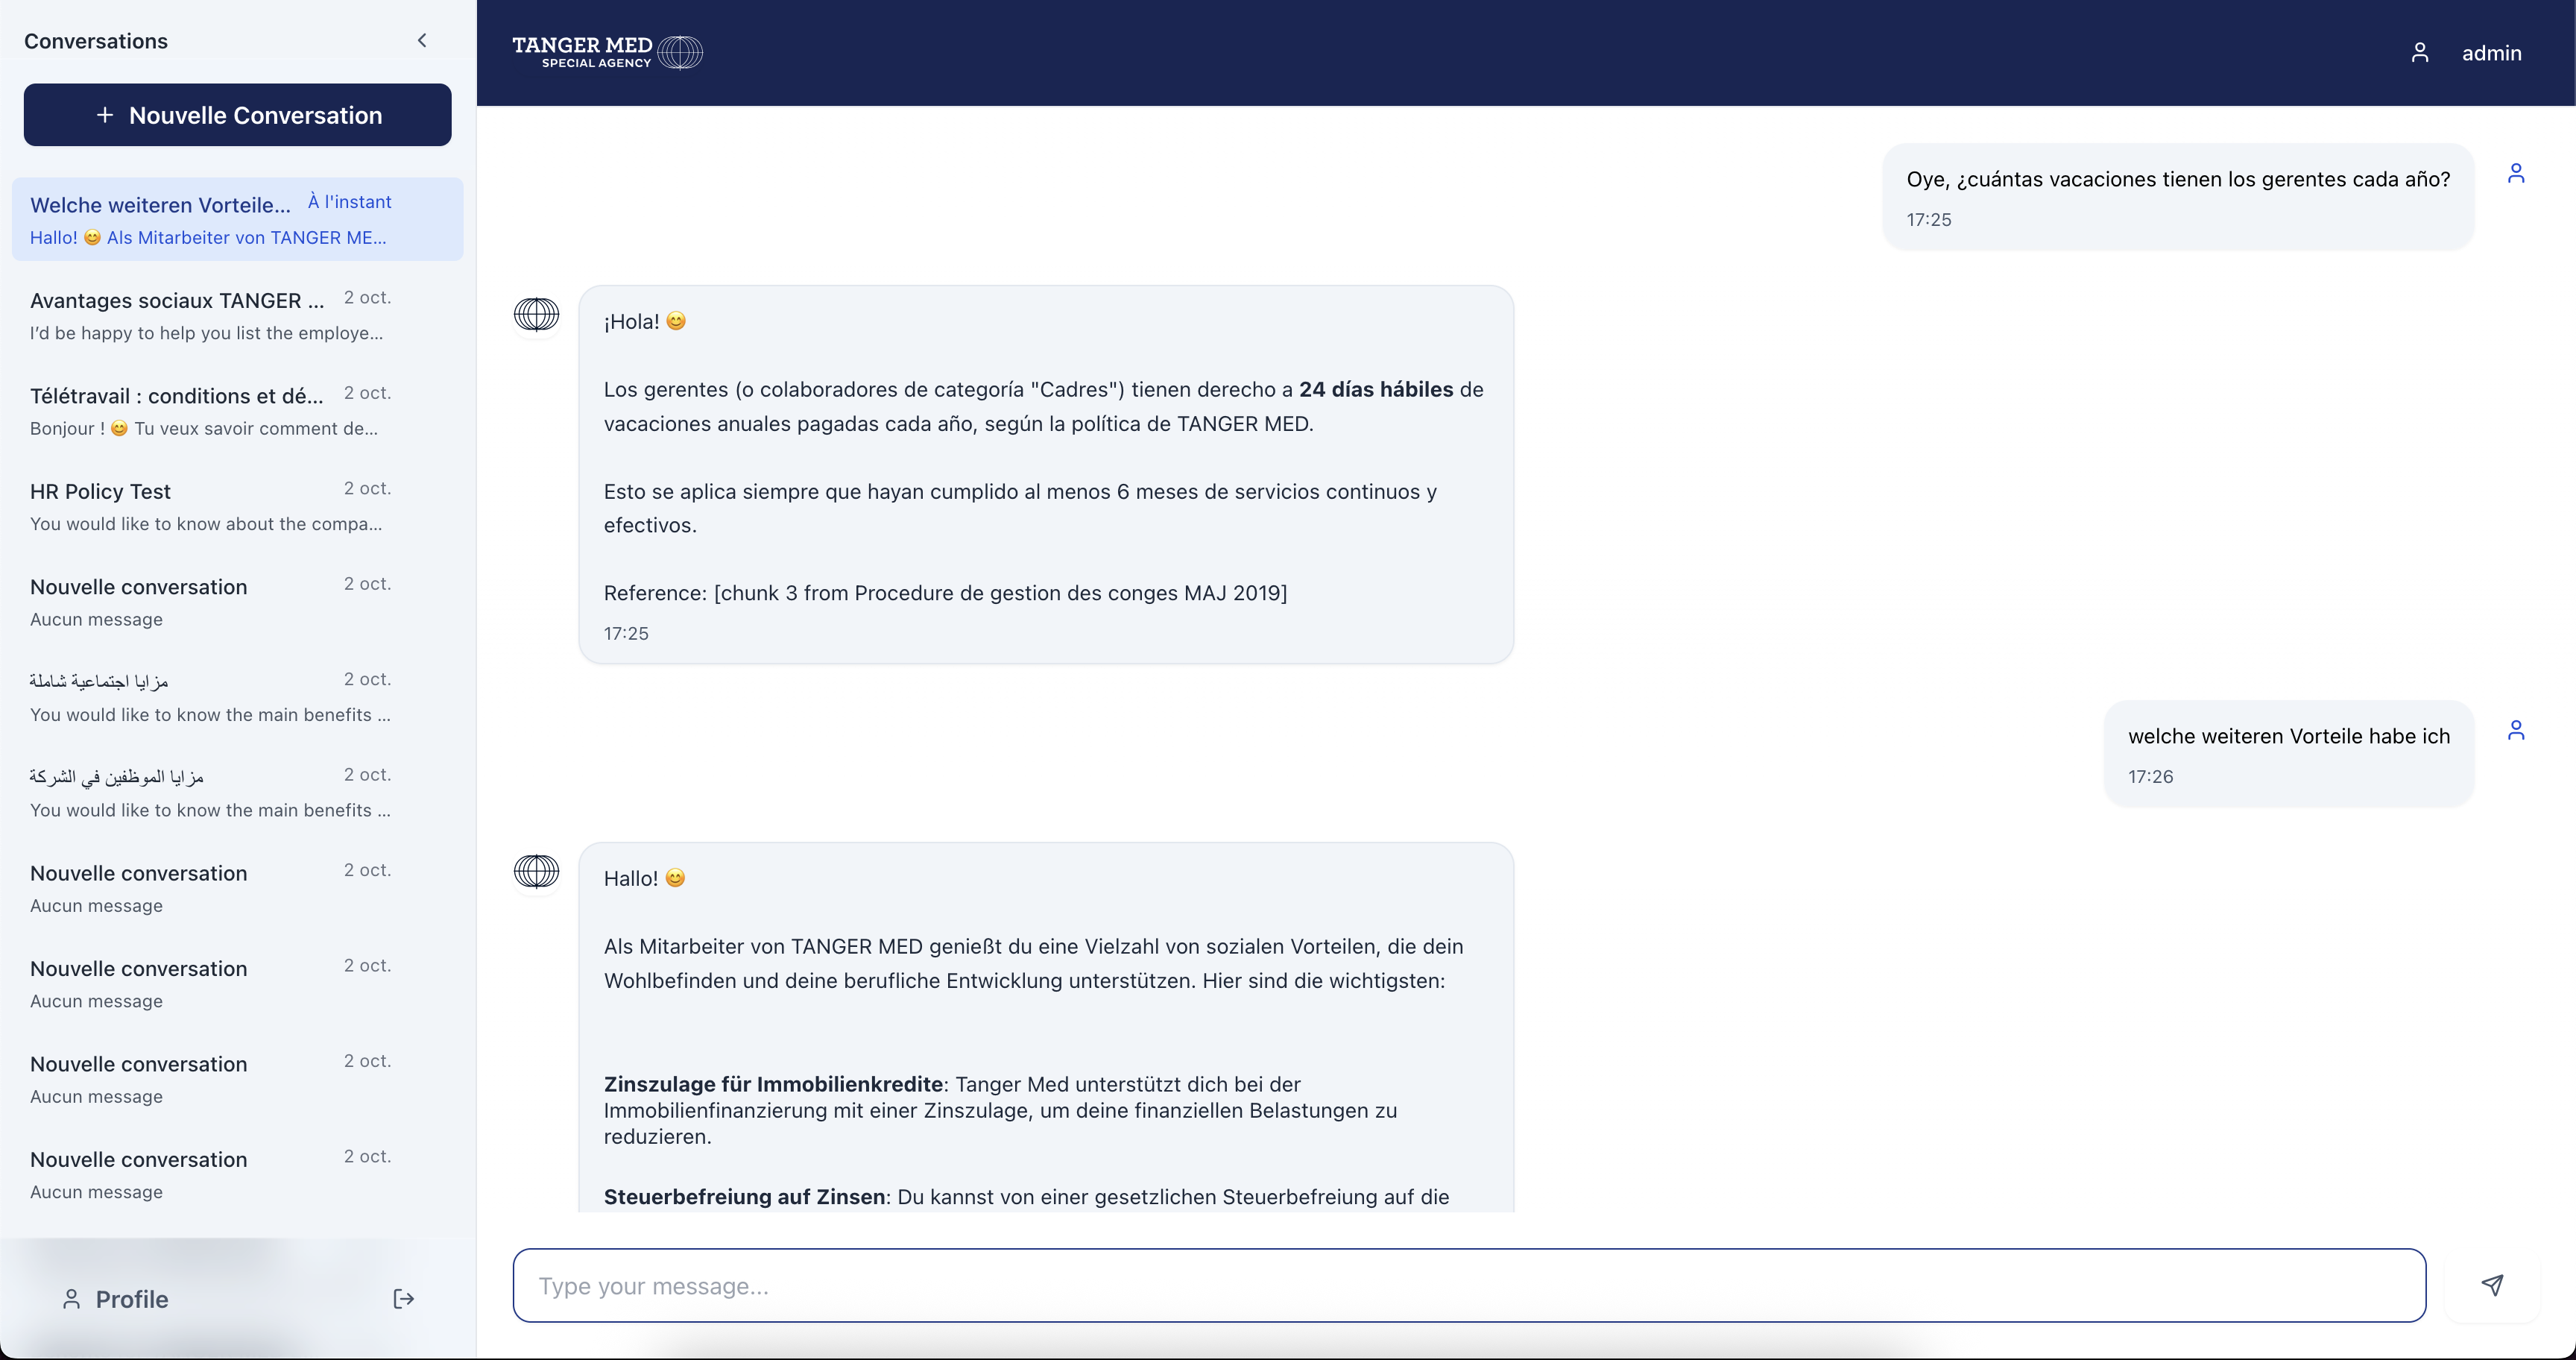 Conversations
+ Nouvelle Conversation
Welche weiteren Vorteile... À l'instant
Hallo! 😊 Als Mitarbeiter von TANGER ME...
Avantages sociaux TANGER ... 2 oct.
I'd be happy to help you list the employe...
Télétravail : conditions et dé... 2 oct.
Bonjour ! 😊 Tu veux savoir comment de...
HR Policy Test 2 oct.
You would like to know about the compa...
Nouvelle conversation 2 oct.
Aucun message
مزايا اجتماعية شاملة 2 oct.
You would like to know the main benefits ...
مزايا الموظفين في الشركة 2 oct.
You would like to know the main benefits ...
Nouvelle conversation 2 oct.
Aucun message
Nouvelle conversation 2 oct.
Aucun message
Nouvelle conversation 2 oct.
Aucun message
Nouvelle conversation 2 oct.
Aucun message
Profile
TANGER MED
SPECIAL AGENCY
admin
Oye, ¿cuántas vacaciones tienen los gerentes cada año?
17:25
¡Hola! 😊
Los gerentes (o colaboradores de categoría "Cadres") tienen derecho a 24 días hábiles de
vacaciones anuales pagadas cada año, según la política de TANGER MED.
Esto se aplica siempre que hayan cumplido al menos 6 meses de servicios continuos y
efectivos.
Reference: [chunk 3 from Procedure de gestion des conges MAJ 2019]
17:25
welche weiteren Vorteile habe ich
17:26
Hallo! 😊
Als Mitarbeiter von TANGER MED genießt du eine Vielzahl von sozialen Vorteilen, die dein
Wohlbefinden und deine berufliche Entwicklung unterstützen. Hier sind die wichtigsten:
Zinszulage für Immobilienkredite: Tanger Med unterstützt dich bei der
Immobilienfinanzierung mit einer Zinszulage, um deine finanziellen Belastungen zu
reduzieren.
Steuerbefreiung auf Zinsen: Du kannst von einer gesetzlichen Steuerbefreiung auf die
Type your message...